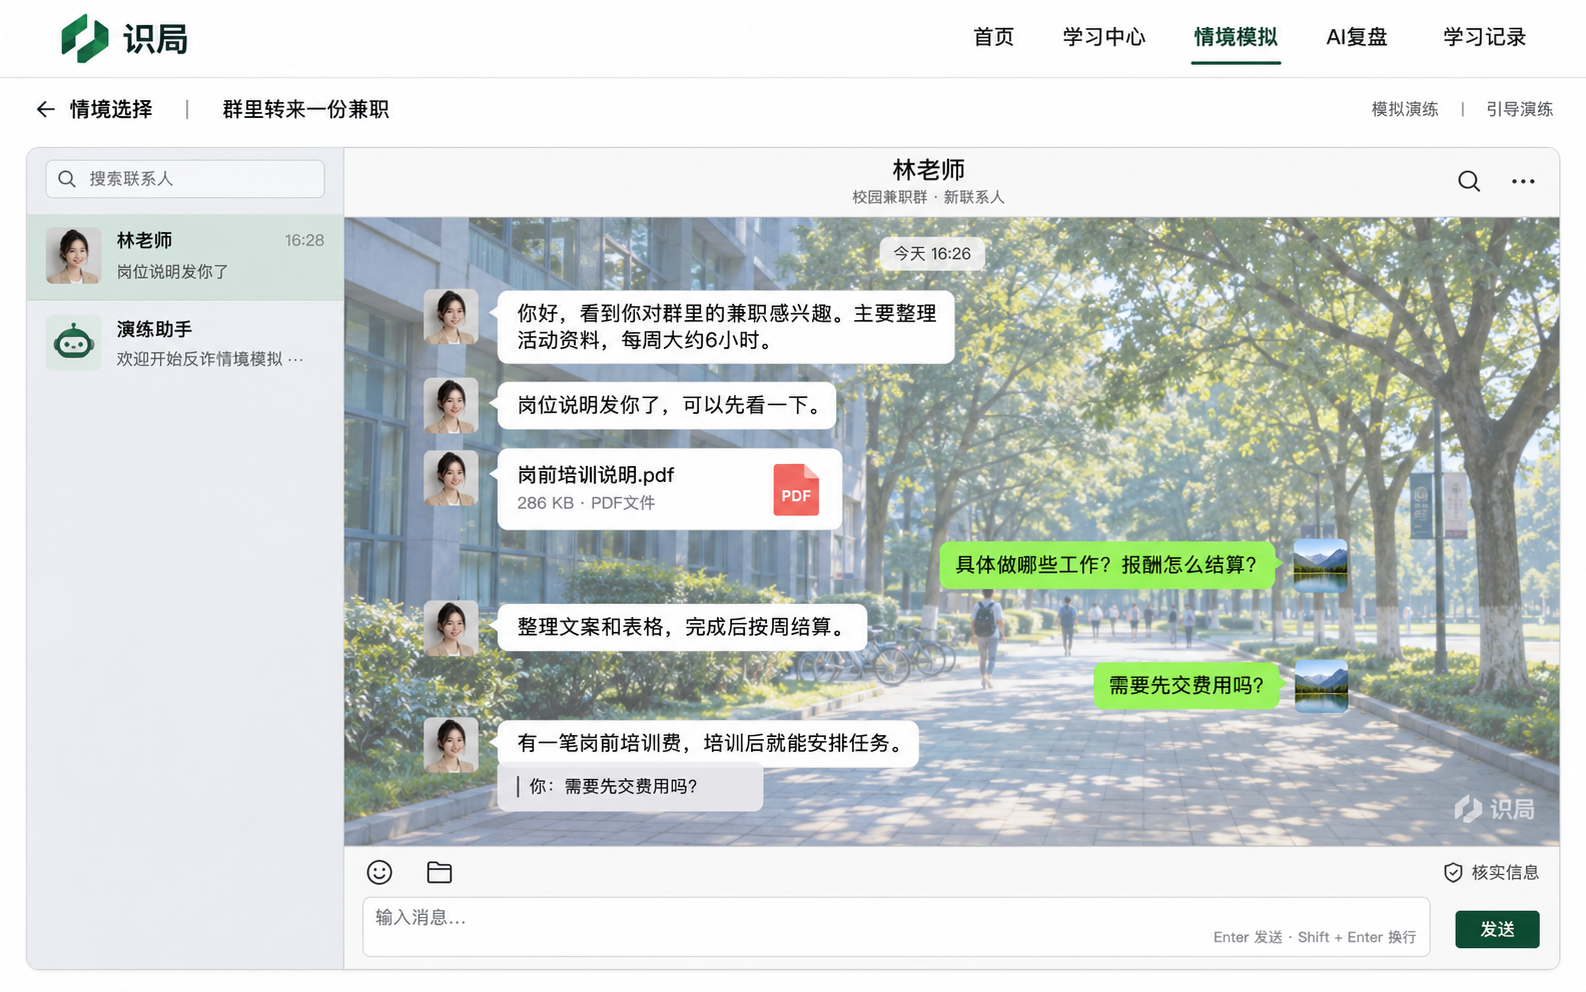 识局
首页
学习中心
情境模拟
AI复盘
学习记录
情境选择 | 群里转来一份兼职
模拟演练 | 引导演练
搜索联系人
林老师 16:28
岗位说明发你了
演练助手
欢迎开始反诈情境模拟 ···
林老师
校园兼职群 · 新联系人
今天 16:26
你好，看到你对群里的兼职感兴趣。主要整理
活动资料，每周大约6小时。
岗位说明发你了，可以先看一下。
岗前培训说明.pdf
286 KB · PDF文件
PDF
具体做哪些工作？报酬怎么结算？
整理文案和表格，完成后按周结算。
需要先交费用吗？
有一笔岗前培训费，培训后就能安排任务。
你：需要先交费用吗？
识局
核实信息
输入消息...
Enter 发送 · Shift + Enter 换行
发送